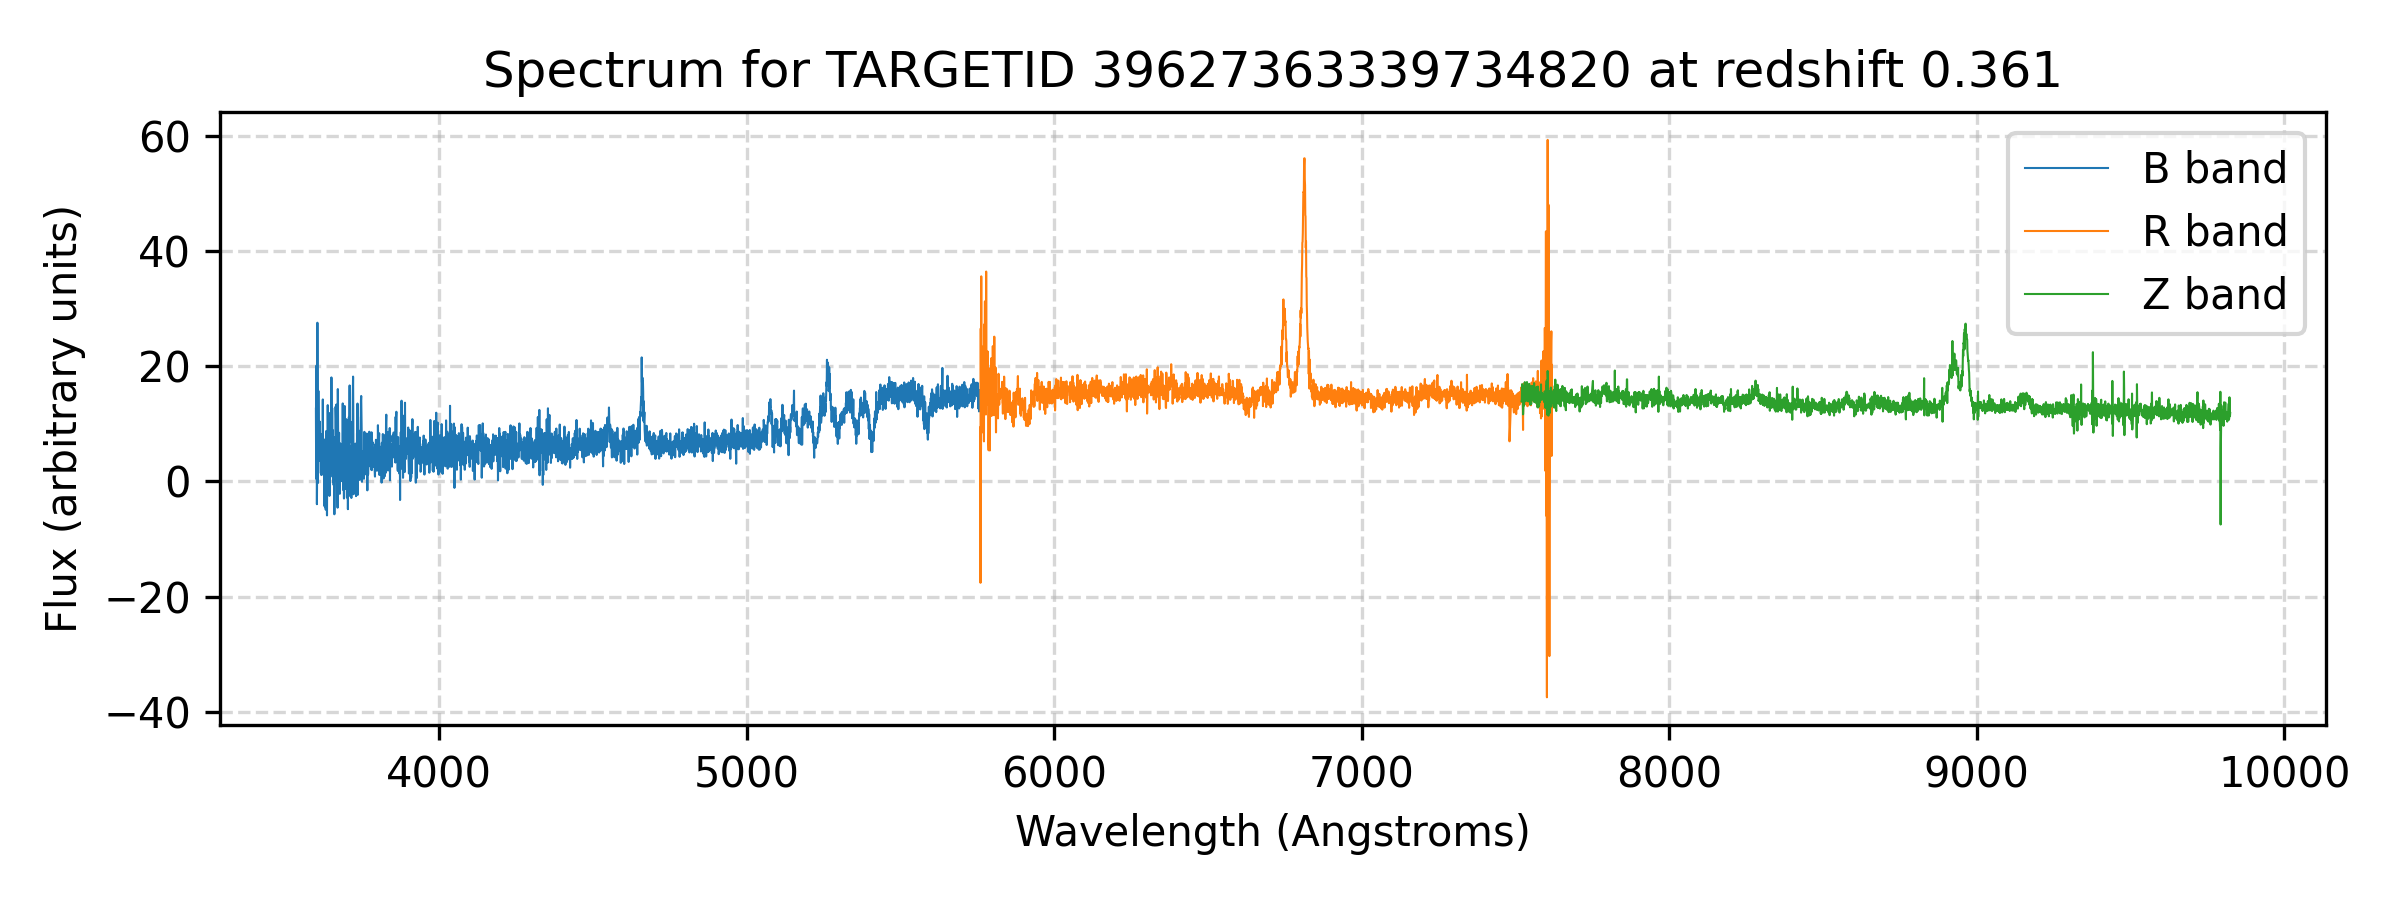 Spectrum for TARGETID 39627363339734820 at redshift 0.361
60
40
20
0
−20
−40
Flux (arbitrary units)
B band
R band
Z band
4000 5000 6000 7000 8000 9000 10000
Wavelength (Angstroms)